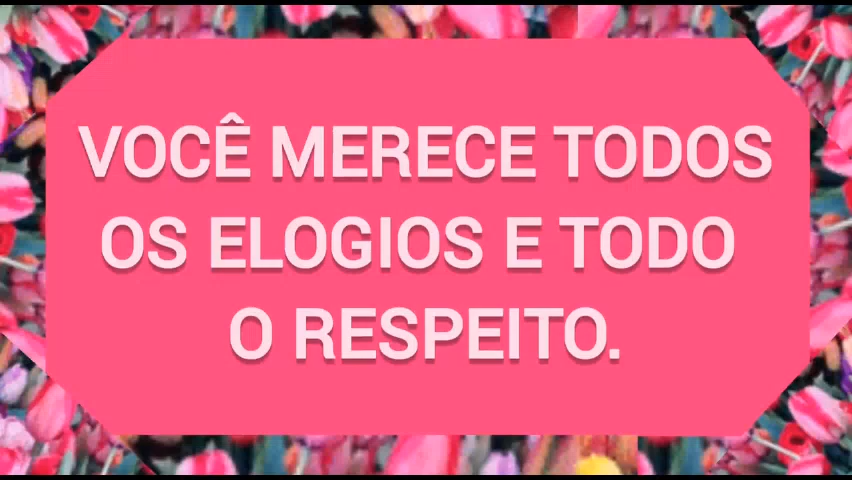 VOCÊ MERECE TODOS
OS ELOGIOS E TODO
O RESPEITO.